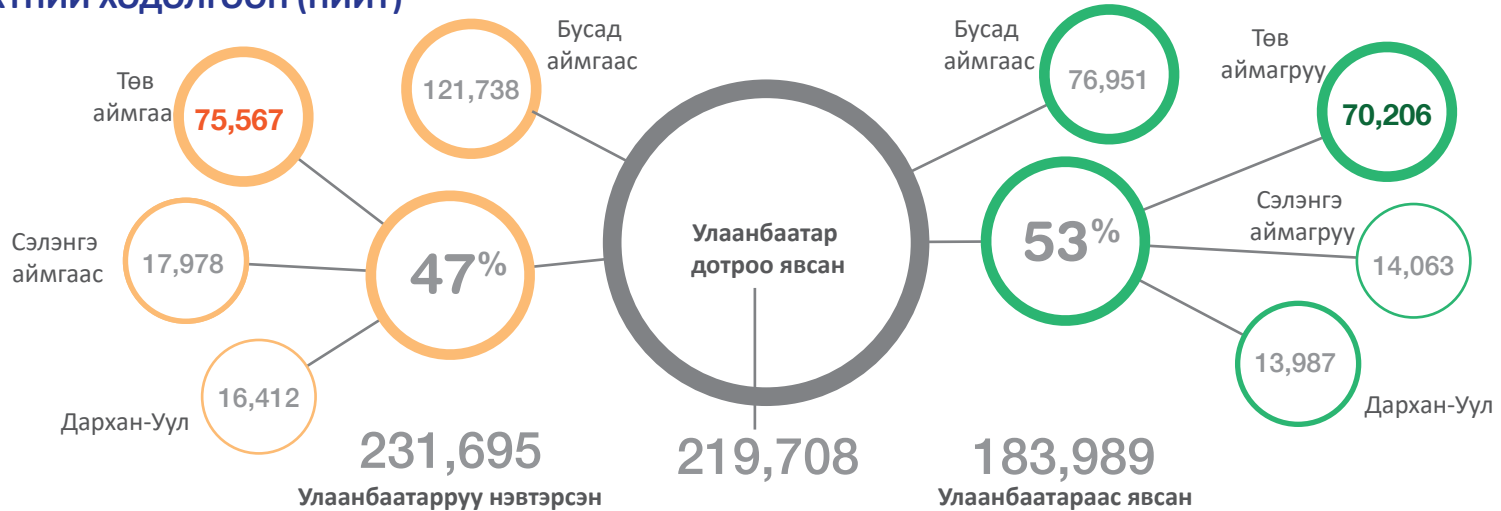 ХӨДӨЛГӨӨН (НИЙТ)
Бусад
аймгаас
121,738
Төв
аймгаа
75,567
Сэлэнгэ
аймгаас
17,978
47%
Дархан-Уул
16,412
231,695
Улаанбаатарруу нэвтэрсэн
Улаанбаатар
дотроо явсан
219,708
Бусад
аймгаас
76,951
Төв
аймагруу
70,206
53%
Сэлэнгэ
аймагруу
14,063
13,987
Дархан-Уул
183,989
Улаанбаатараас явсан